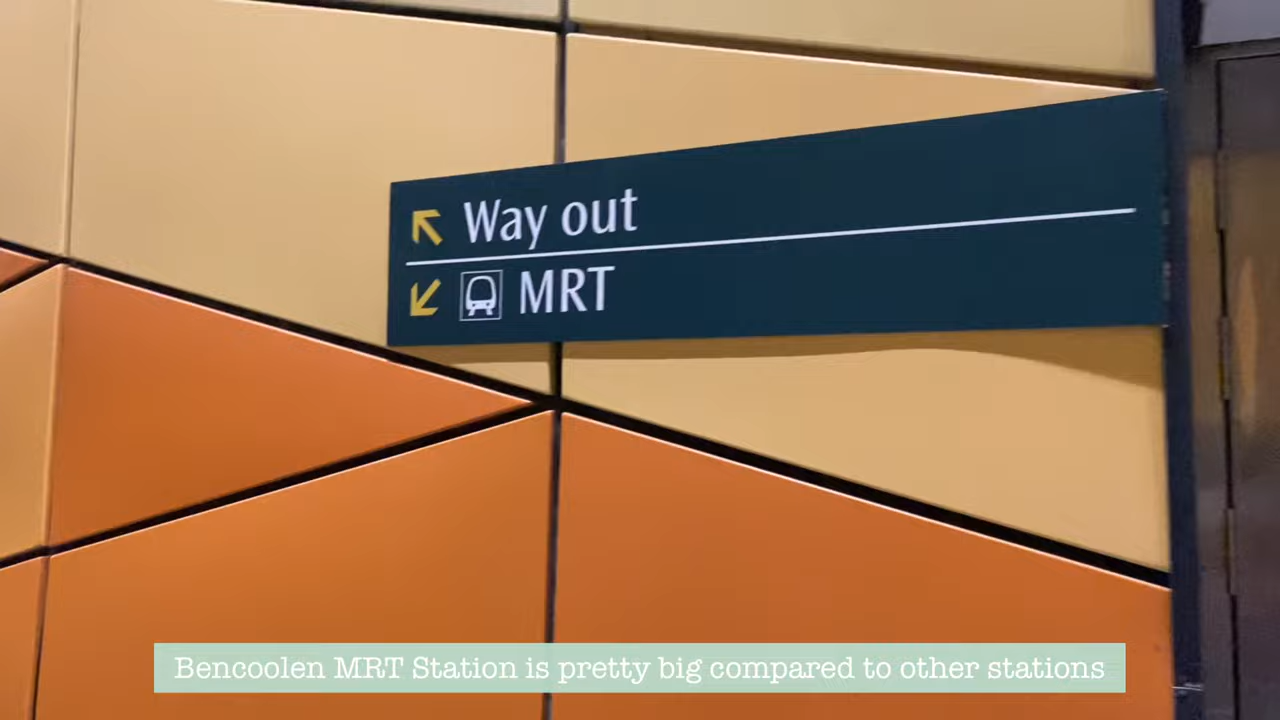 Way out
MRT
Bencoolen MRT Station is pretty big compared to other stations